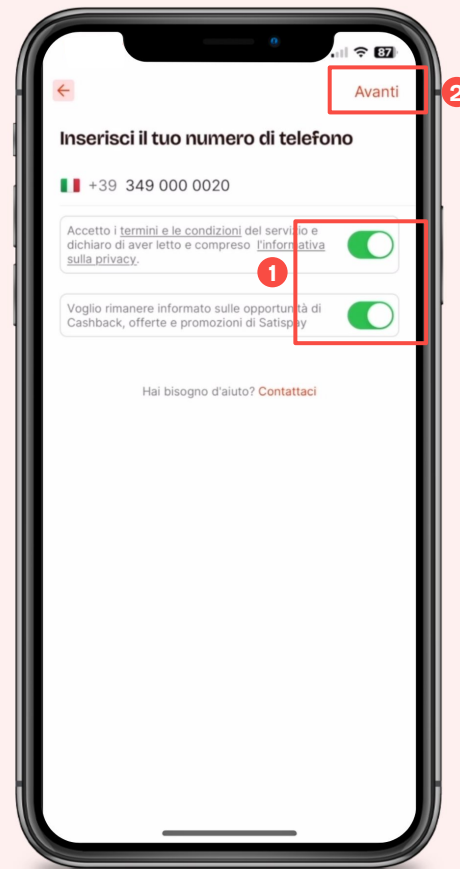 87
Avanti
2
Inserisci il tuo numero di telefono
+39 349 000 0020
Accetto i termini e le condizioni del servizio e
dichiaro di aver letto e compreso l'informativa
sulla privacy.
1
Voglio rimanere informato sulle opportunità di
Cashback, offerte e promozioni di Satispay
Hai bisogno d'aiuto? Contattaci